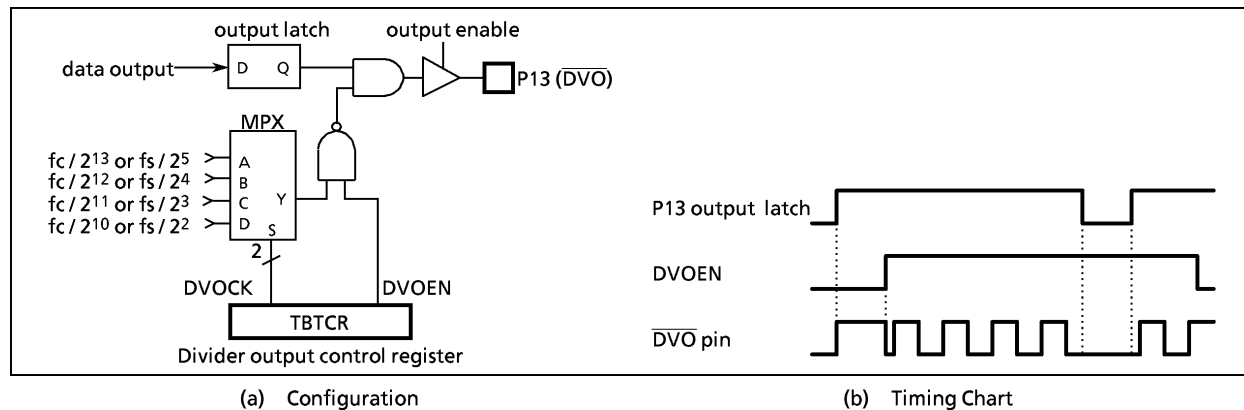 output latch
output enable
data output
D Q
P13 (DVO)
MPX
fc / 2¹³ or fs / 2⁵
A
fc / 2¹² or fs / 2⁴
B
fc / 2¹¹ or fs / 2³
C
Y
fc / 2¹⁰ or fs / 2²
D
S
2
DVOCK
DVOEN
TBTCR
Divider output control register
(a) Configuration
P13 output latch
DVOEN
DVO pin
(b) Timing Chart